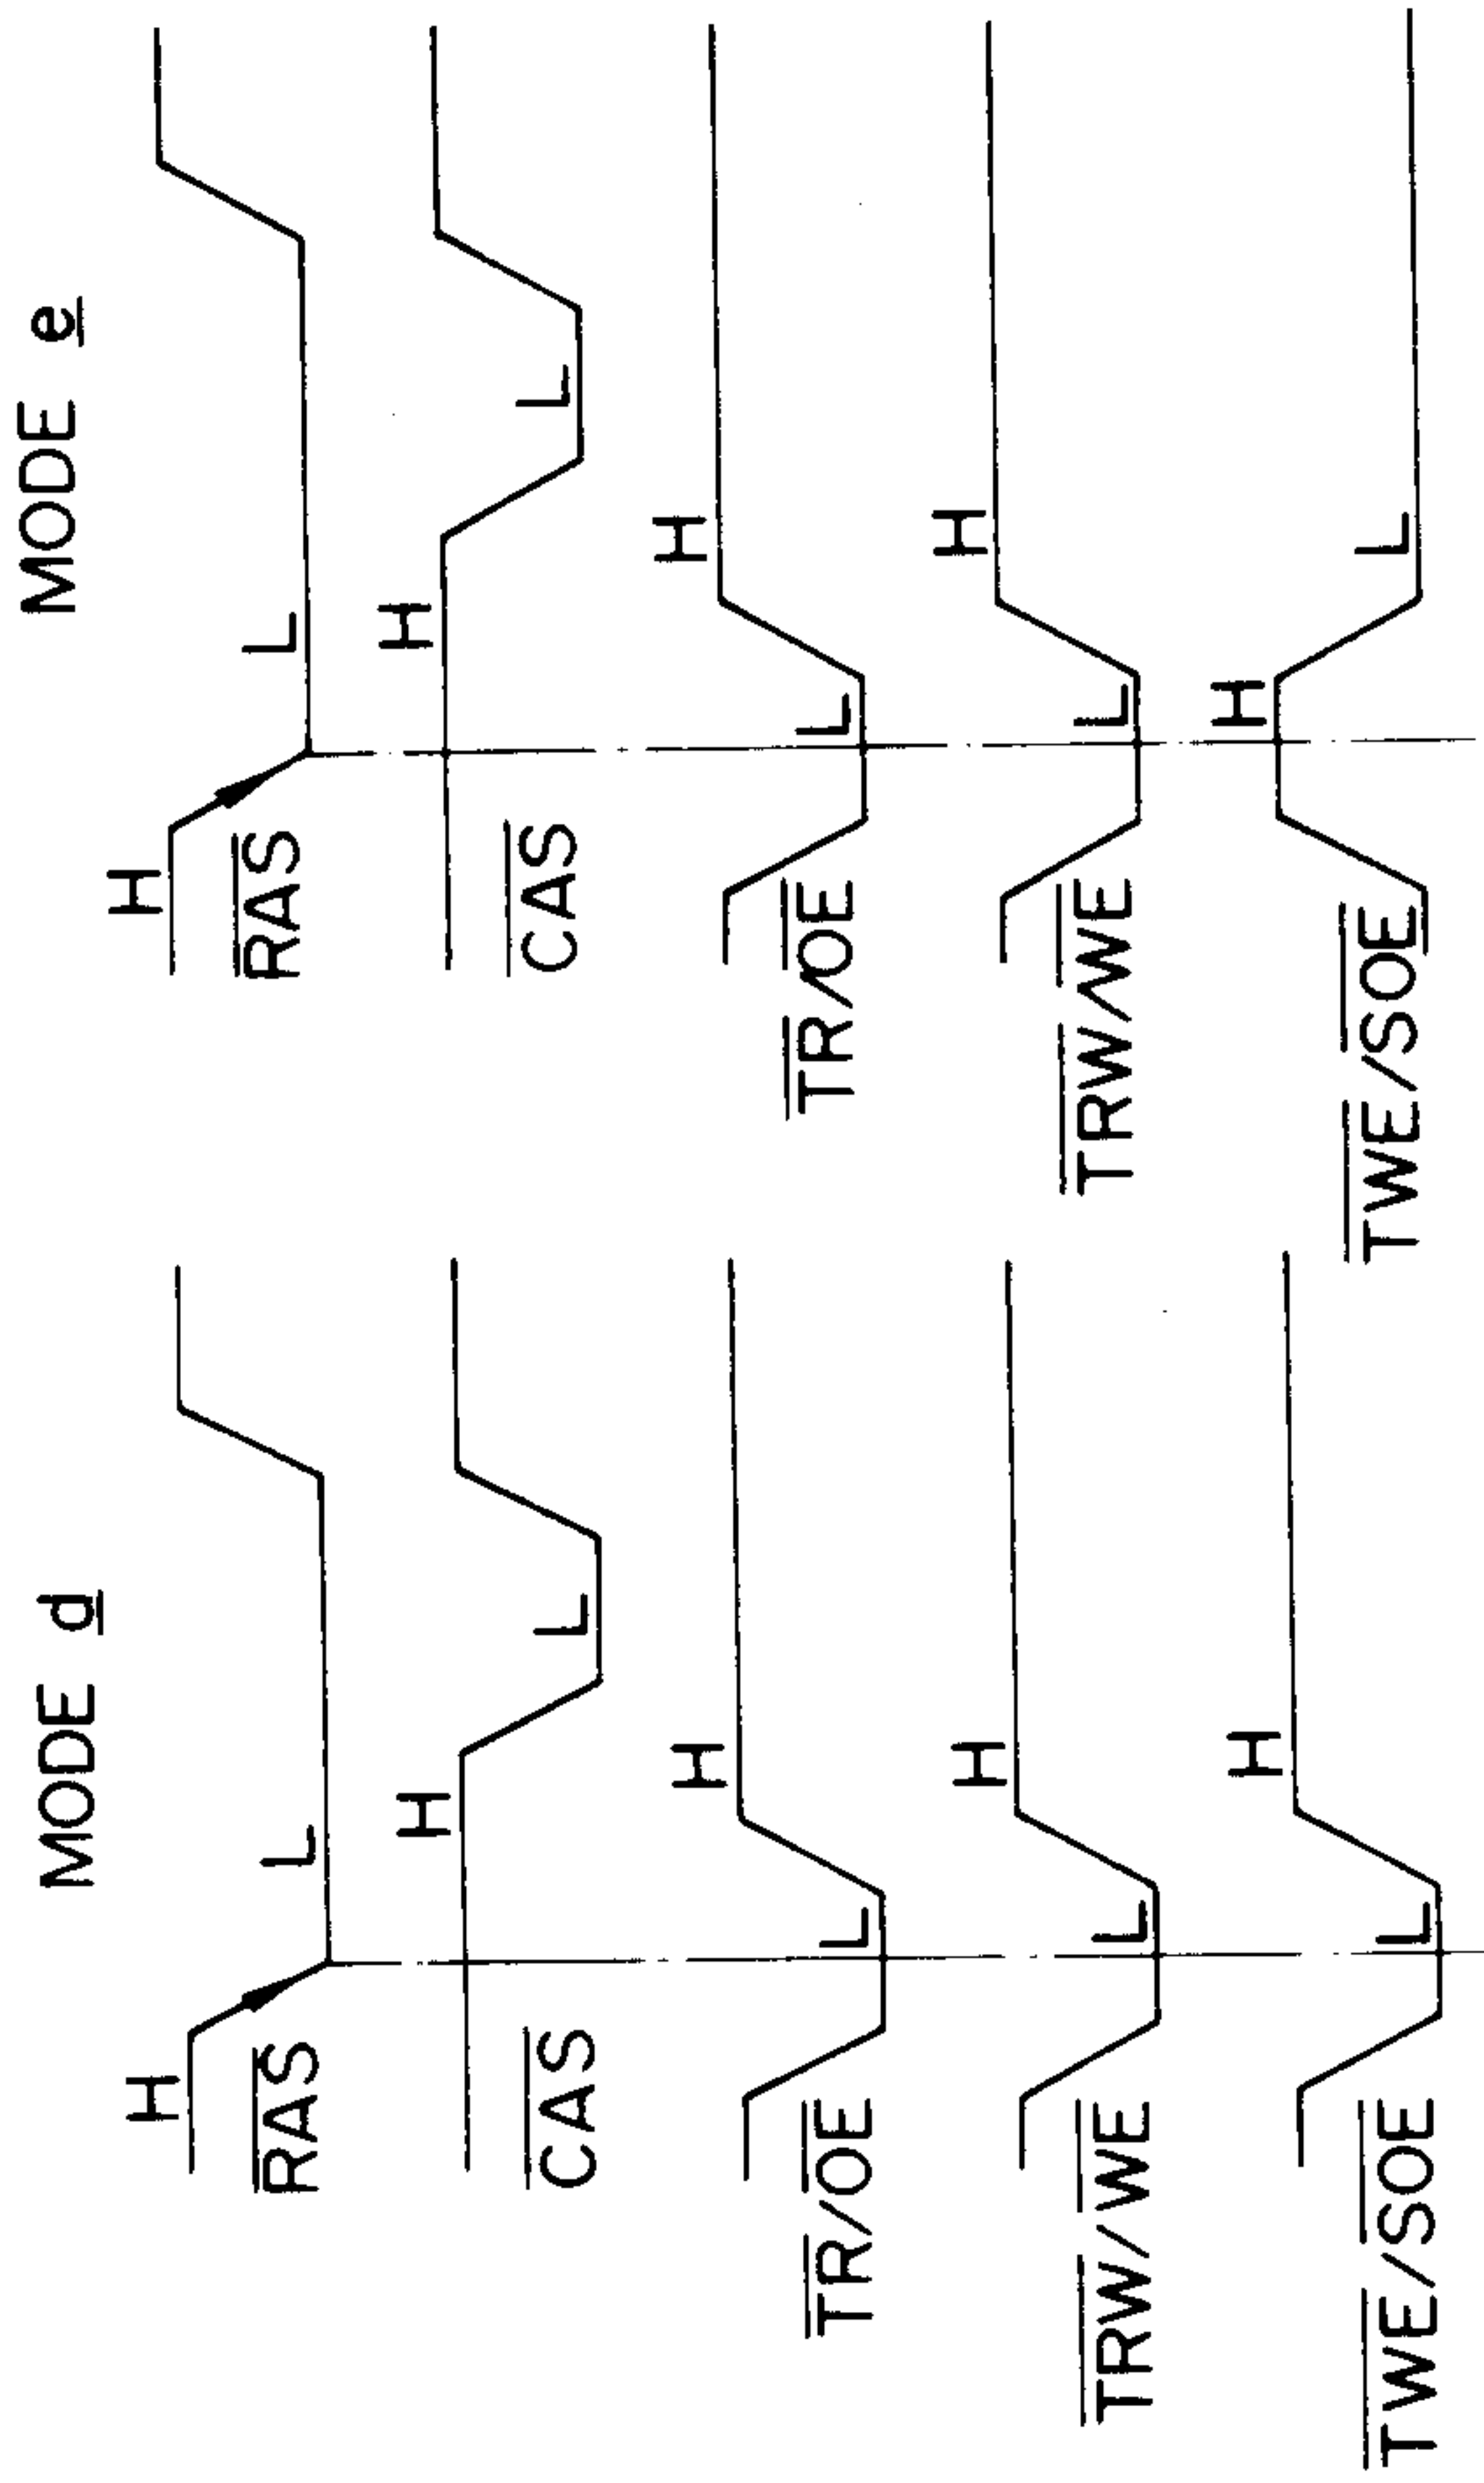 MODE d
H
RAS L
H
CAS L
H
TR/OE L
H
TRW/WE L
H
TWE/SOE L
MODE e
H
RAS L
H
CAS L
H
TR/OE L
H
TRW/WE L
H
TWE/SOE L